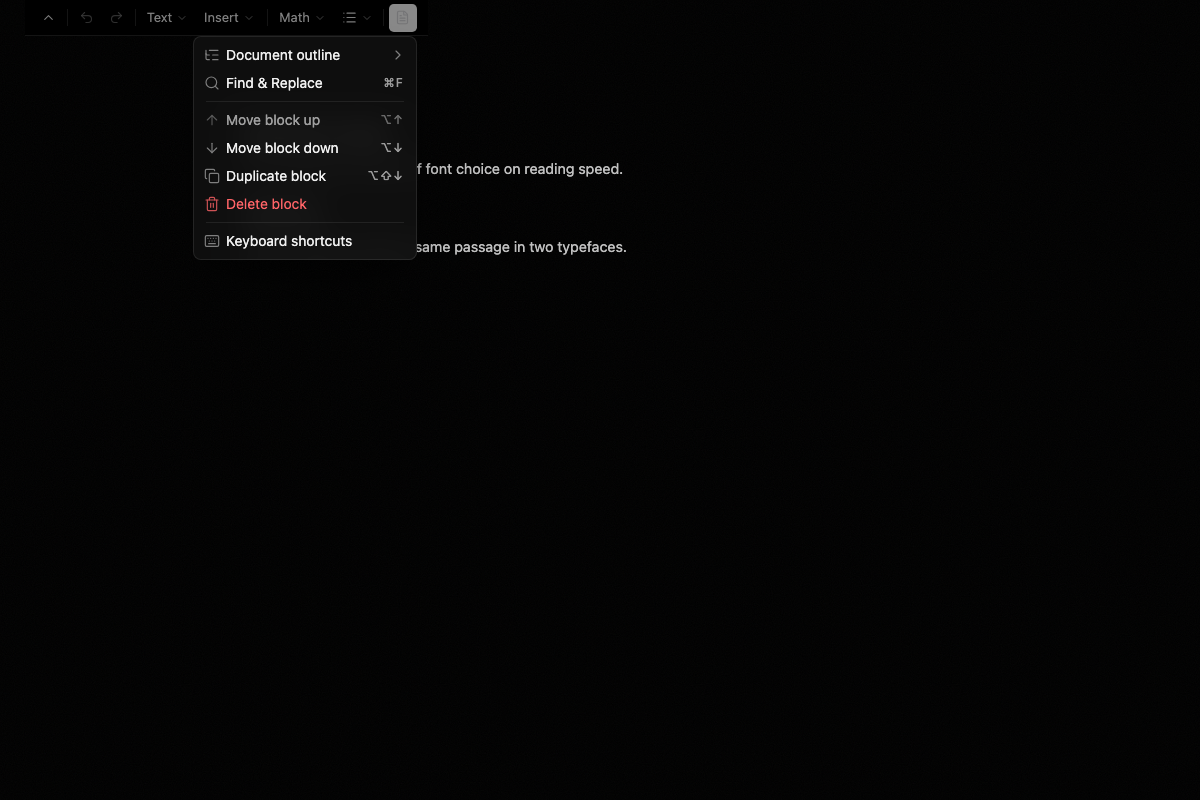 Text Insert Math
Document outline
Find & Replace ⌘F
Move block up ⌥↑
Move block down ⌥↓
font choice on reading speed.
Duplicate block ⌥⇧↓
Delete block
Keyboard shortcuts
same passage in two typefaces.